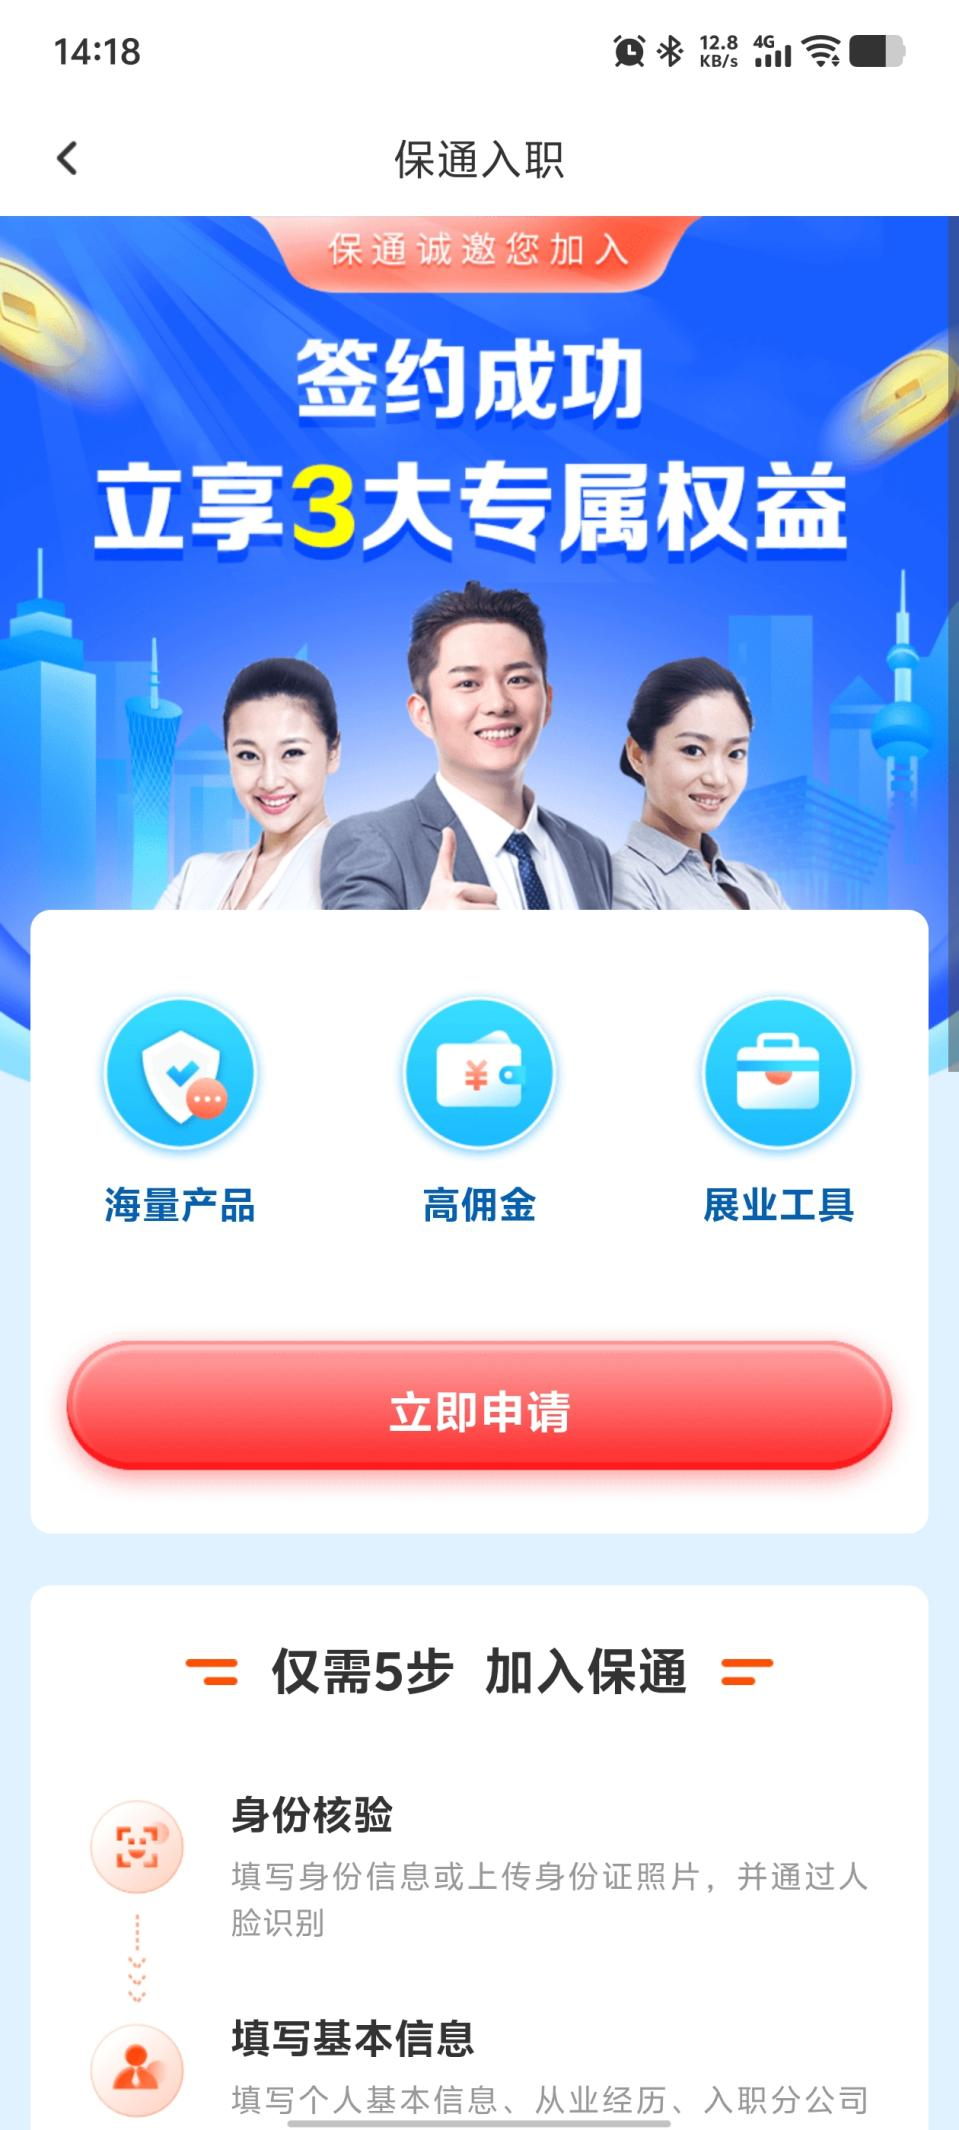 14:18
12.8
KB/s
4G
保通入职
保通诚邀您加入
签约成功
立享3大专属权益
海量产品
高佣金
展业工具
立即申请
仅需5步 加入保通
身份核验
填写身份信息或上传身份证照片，并通过人
脸识别
填写基本信息
填写个人基本信息、从业经历、入职分公司